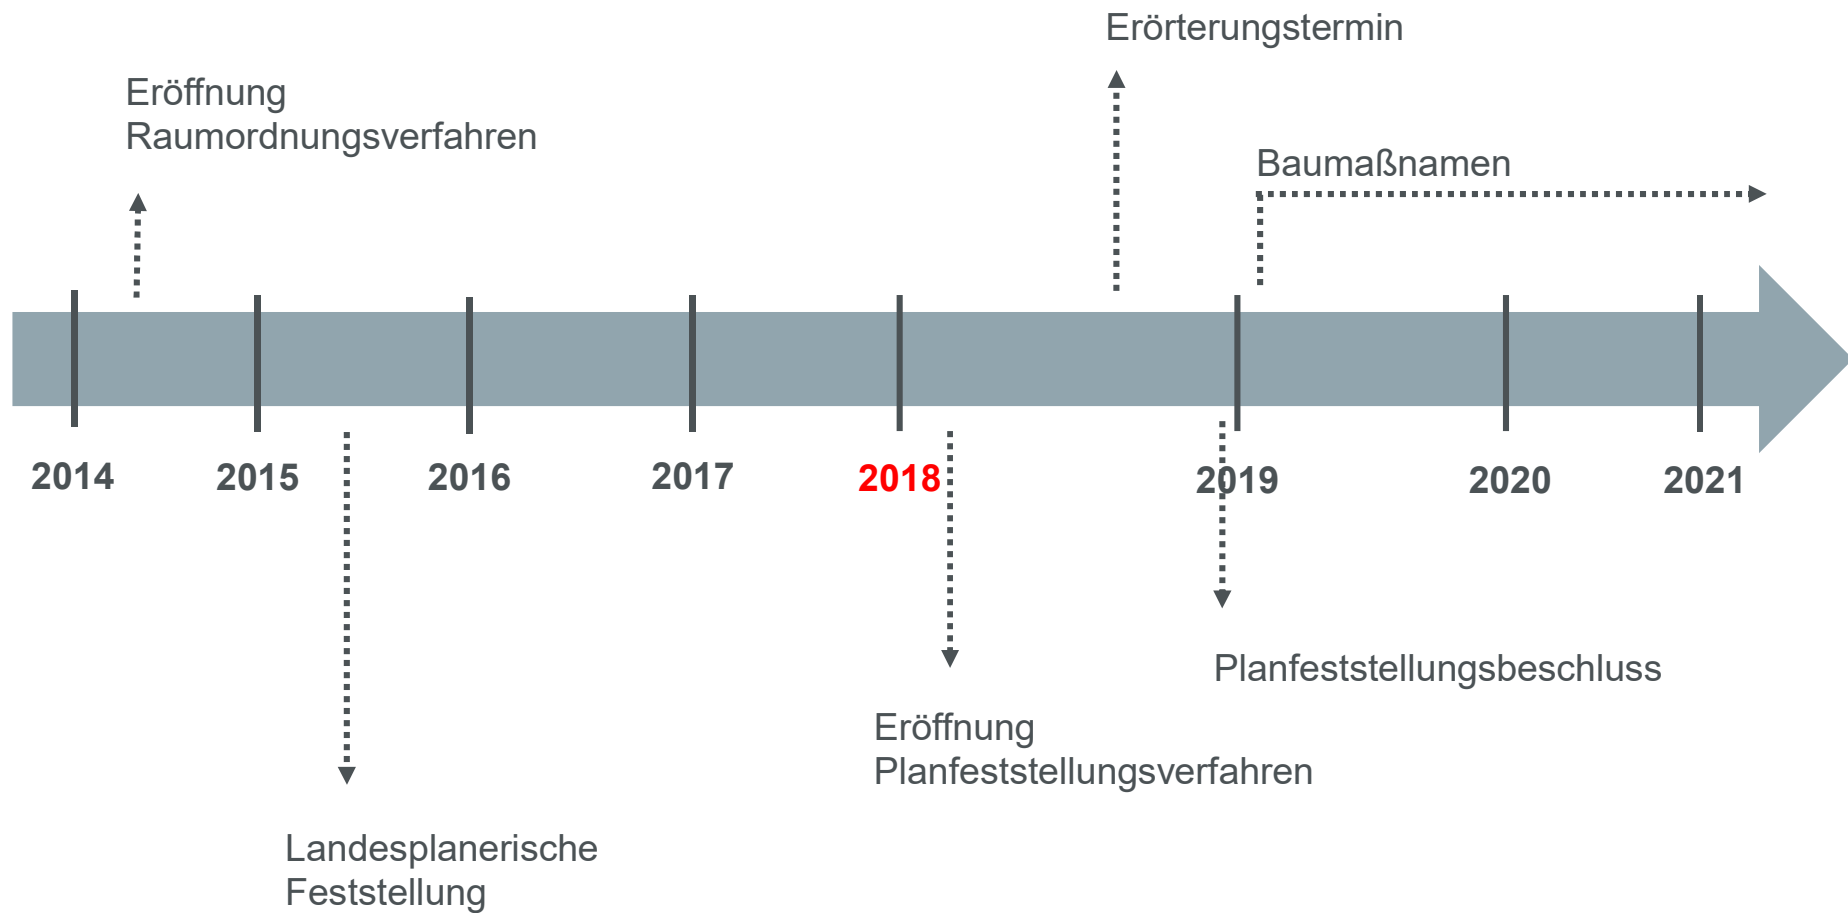 Erörterungstermin
Eröffnung
Raumordnungsverfahren
Baumaßnamen
2014
2015
2016
2017
2018
2019
2020
2021
Planfeststellungsbeschluss
Eröffnung
Planfeststellungsverfahren
Landesplanerische
Feststellung